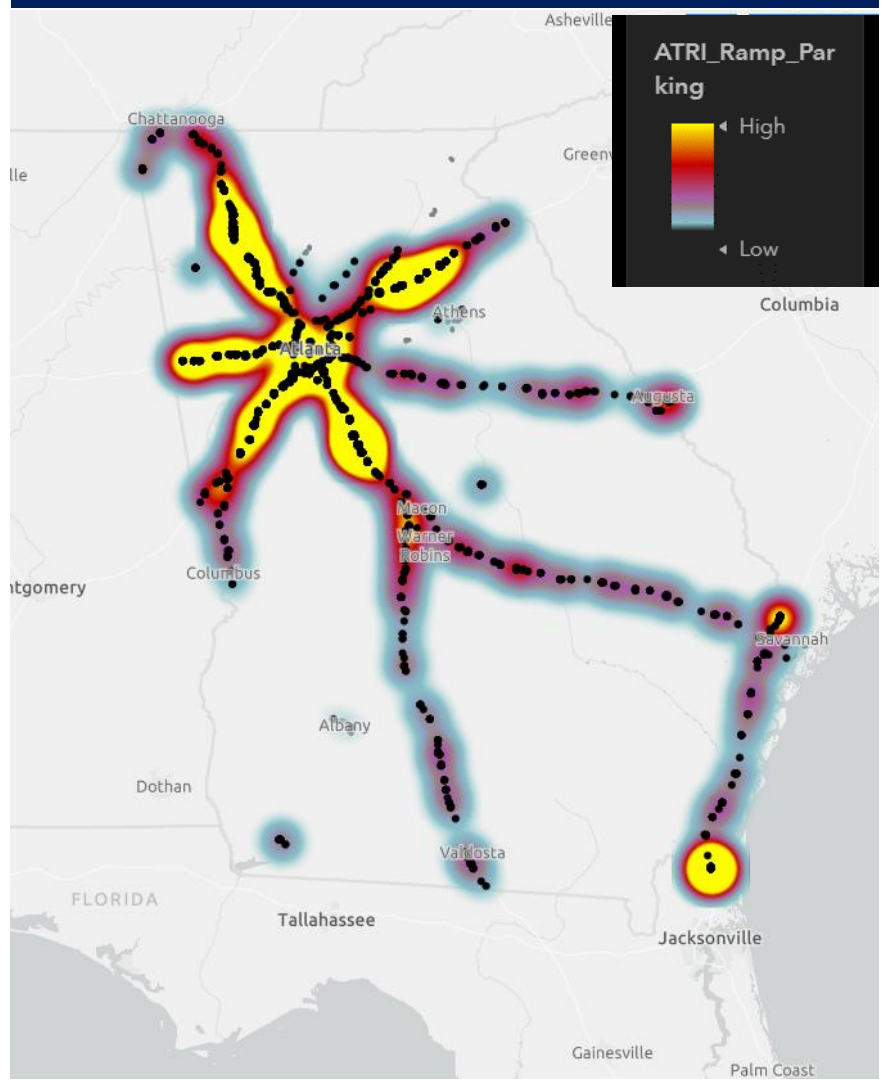 Asheville
ATRI_Ramp_Par
king
High
Low
Chattanooga
Greenv
lle
Columbia
Athens
Atlanta
Augusta
Macon
Warner
Robins
Columbus
ntgomery
Savannah
Albany
Dothan
Valdosta
FLORIDA
Tallahassee
Jacksonville
Gainesville
Palm Coast